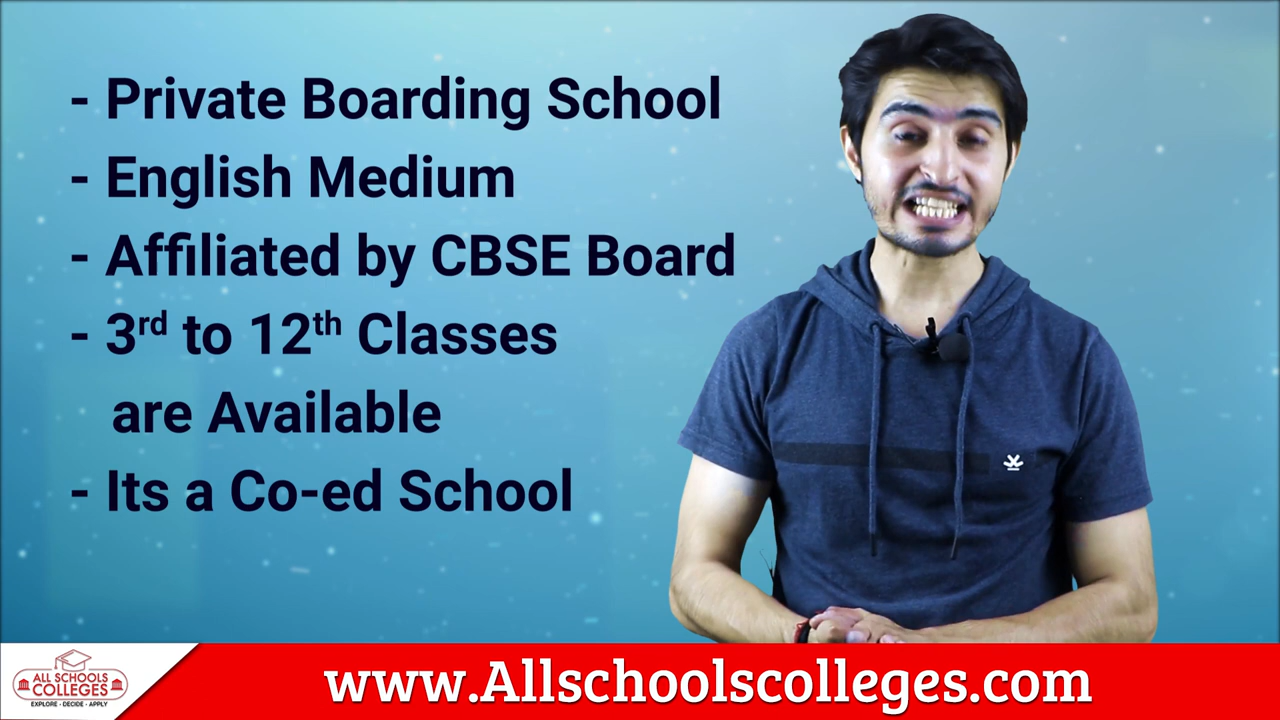 - Private Boarding School
- English Medium
- Affiliated by CBSE Board
- 3rd to 12th Classes
are Available
- Its a Co-ed School
ALL SCHOOLS
COLLEGES
EXPLORE - DECIDE - APPLY
www.Allschoolscolleges.com